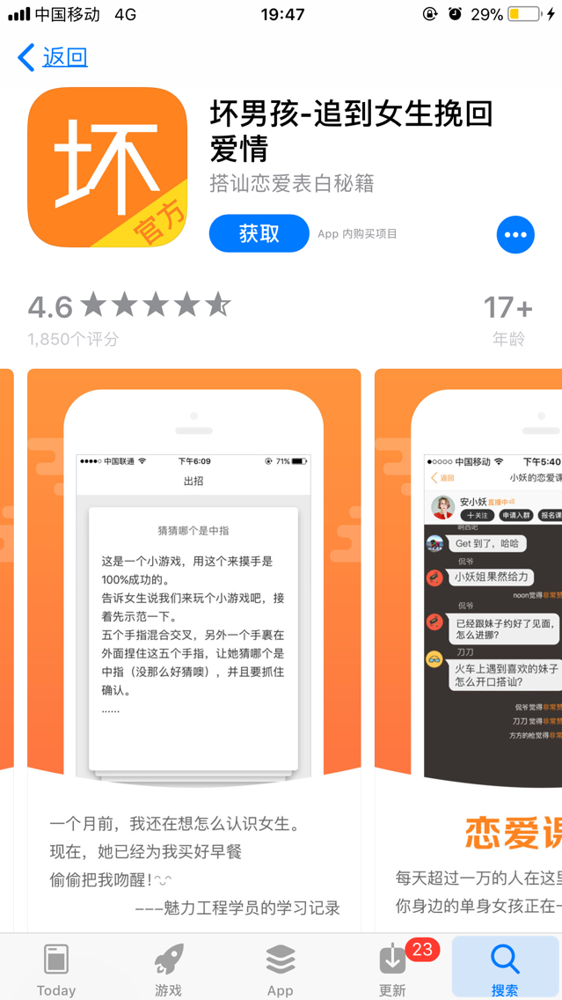 中国移动 4G 19:47 29%
返回
坏
官方
坏男孩-追到女生挽回
爱情
搭讪恋爱表白秘籍
获取 App 内购买项目
4.6 17+
1,850个评分 年龄
中国联通 下午6:09 71%
出招
猜猜哪个是中指
这是一个小游戏，用这个来摸手是
100%成功的。
告诉女生说我们来玩个小游戏吧，接
着先示范一下。
五个手指混合交叉，另外一个手裹在
外面捏住这五个手指，让她猜哪个是
中指（没那么好猜噢），并且要抓住
确认。
......
一个月前，我还在想怎么认识女生。
现在，她已经为我买好早餐
偷偷把我吻醒!
---魅力工程学员的学习记录
中国移动 下午5:40
返回 小妖的恋爱课
安小妖 直播中
+关注 申请入群 报名课
Get 到了，哈哈
侃爷
小妖姐果然给力
noon觉得非常赞
侃爷
已经跟妹子约好了见面，
怎么进挪？
刀刀
火车上遇到喜欢的妹子
怎么开口搭讪？
侃爷觉得非常赞
刀刀 觉得非常赞
方方的枪觉得非常
恋爱课
每天超过一万的人在这里
你身边的单身女孩正在一
23
Today 游戏 App 更新 搜索